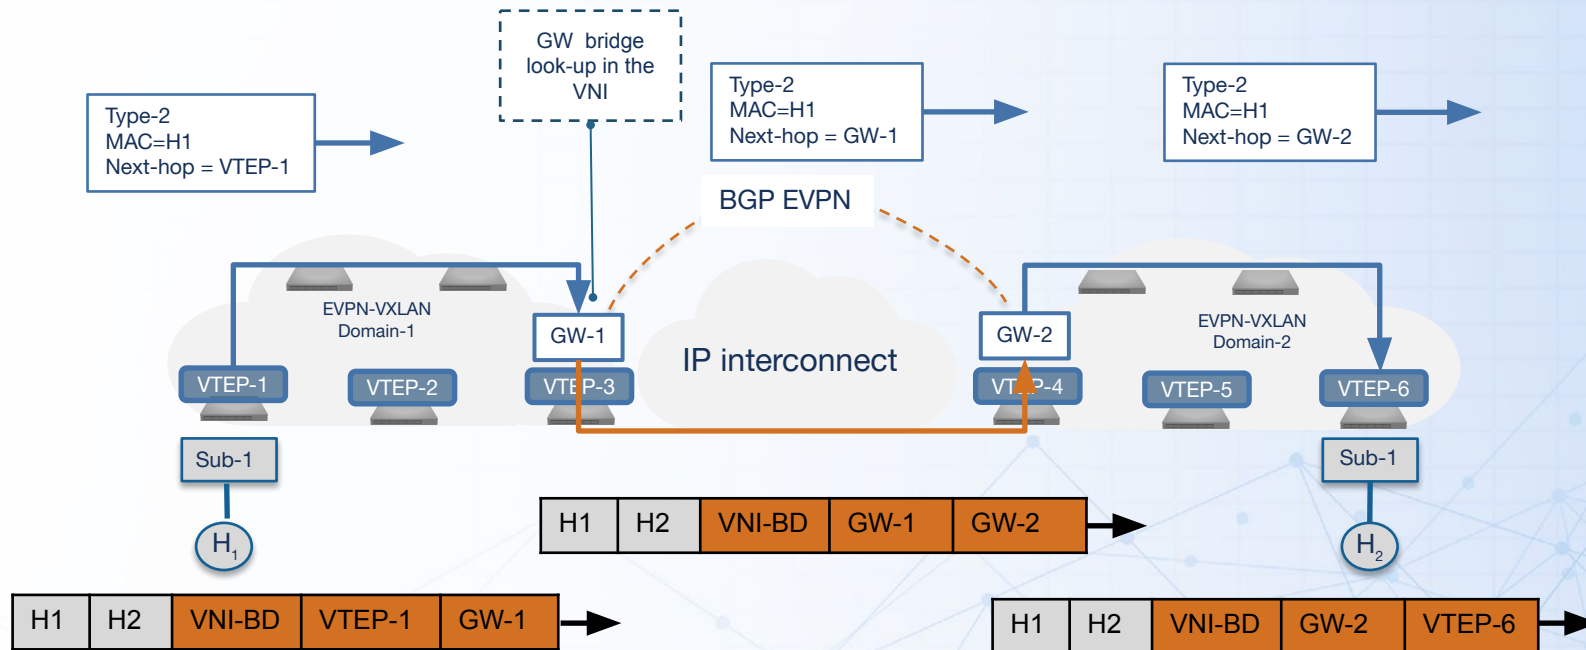 GW bridge
look-up in the
VNI
Type-2
MAC=H1
Next-hop = VTEP-1
Type-2
MAC=H1
Next-hop = GW-1
Type-2
MAC=H1
Next-hop = GW-2
BGP EVPN
EVPN-VXLAN
Domain-1
GW-1
IP interconnect
GW-2
EVPN-VXLAN
Domain-2
VTEP-1
VTEP-2
VTEP-3
VTEP-4
VTEP-5
VTEP-6
Sub-1
Sub-1
H1
H2
H1 H2 VNI-BD GW-1 GW-2
H1 H2 VNI-BD VTEP-1 GW-1
H1 H2 VNI-BD GW-2 VTEP-6